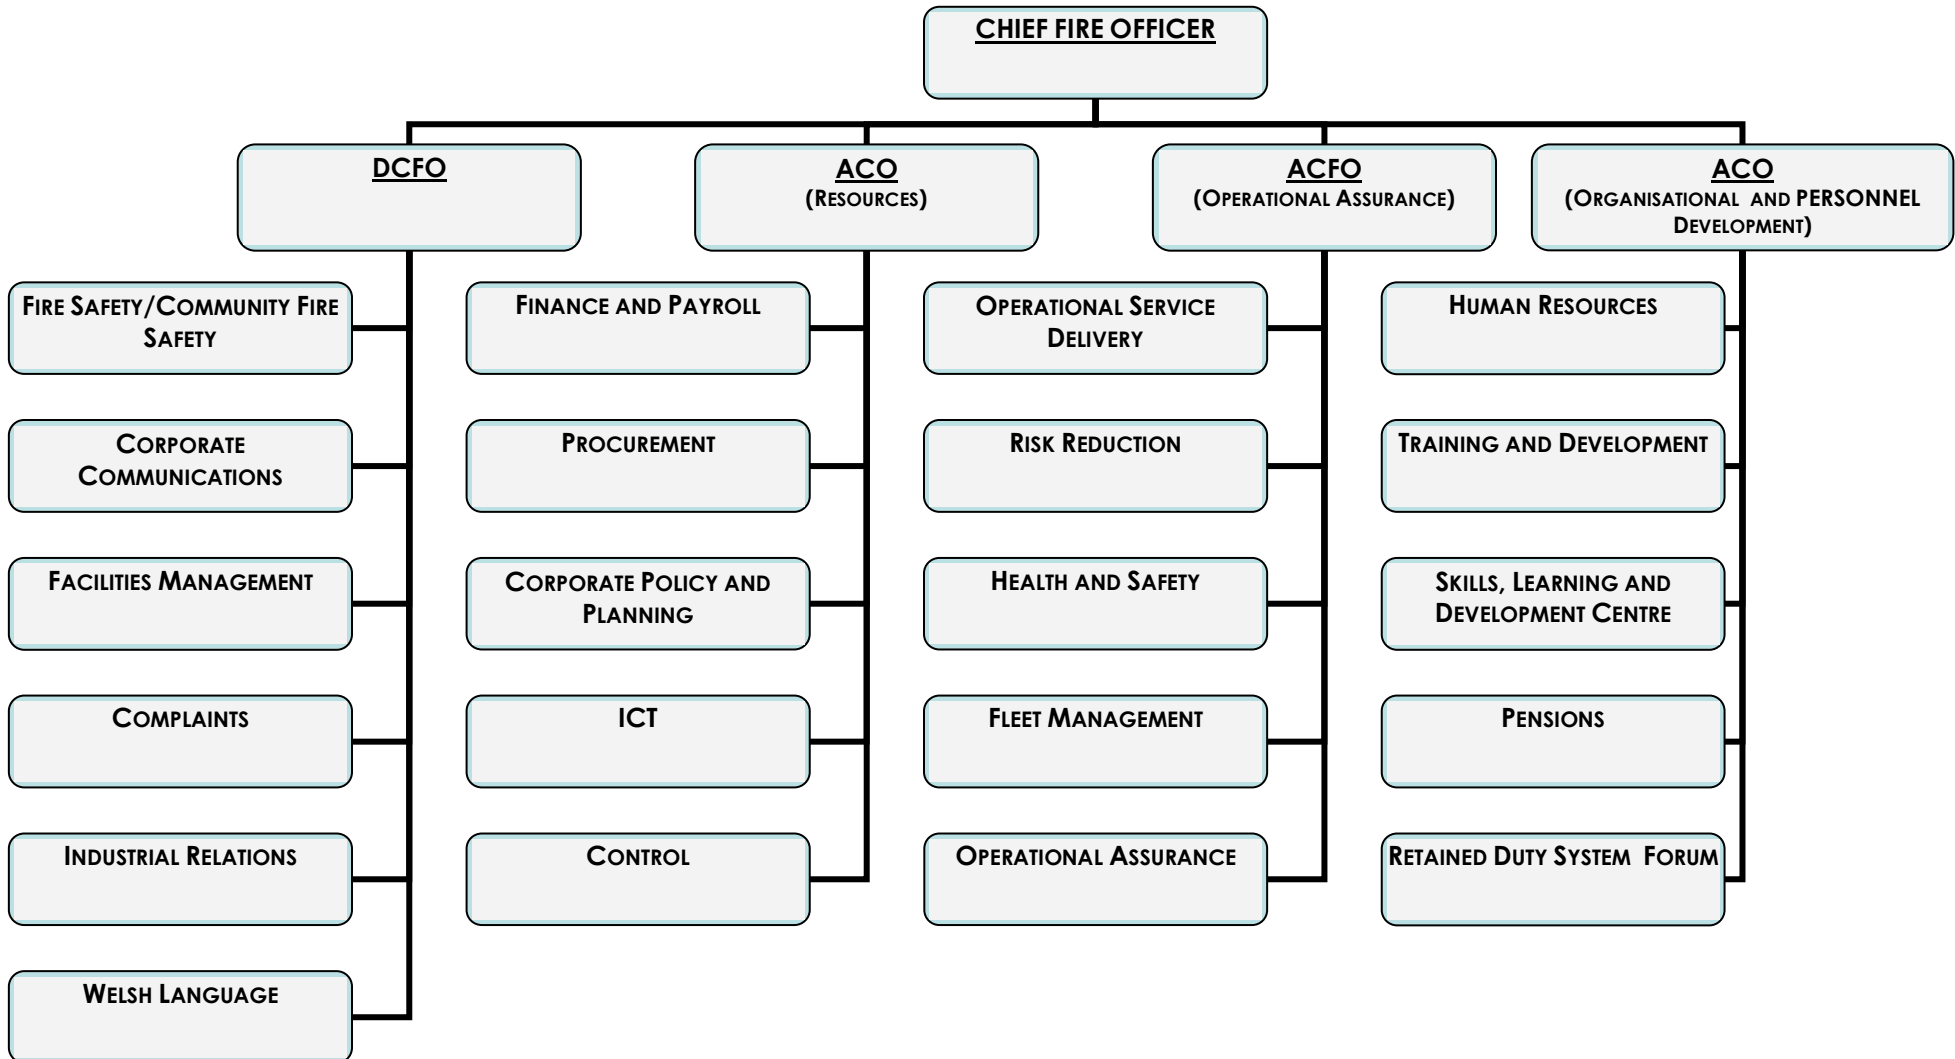 CHIEF FIRE OFFICER
DCFO
ACO
(RESOURCES)
ACFO
(OPERATIONAL ASSURANCE)
ACO
(ORGANISATIONAL AND PERSONNEL
DEVELOPMENT)
FIRE SAFETY/COMMUNITY FIRE
SAFETY
CORPORATE
COMMUNICATIONS
FACILITIES MANAGEMENT
COMPLAINTS
INDUSTRIAL RELATIONS
WELSH LANGUAGE
FINANCE AND PAYROLL
PROCUREMENT
CORPORATE POLICY AND
PLANNING
ICT
CONTROL
OPERATIONAL SERVICE
DELIVERY
RISK REDUCTION
HEALTH AND SAFETY
FLEET MANAGEMENT
OPERATIONAL ASSURANCE
HUMAN RESOURCES
TRAINING AND DEVELOPMENT
SKILLS, LEARNING AND
DEVELOPMENT CENTRE
PENSIONS
RETAINED DUTY SYSTEM FORUM